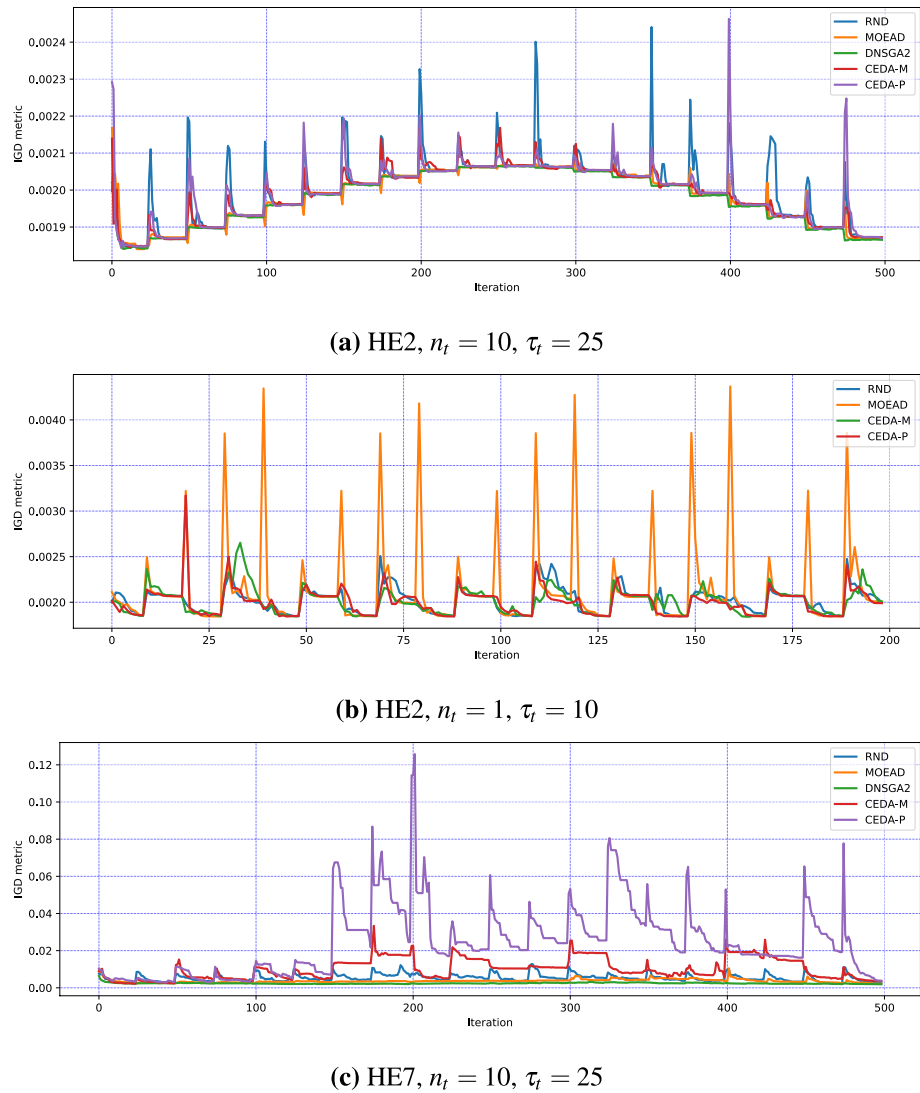 RND
MOEAD
DNSGA2
CEDA-M
CEDA-P
0.0024
0.0023
0.0022
0.0021
0.0020
0.0019
IGD metric
0 100 200 300 400 500
Iteration
(a) HE2, n_t = 10, τ_t = 25
RND
MOEAD
CEDA-M
CEDA-P
0.0040
0.0035
0.0030
0.0025
0.0020
IGD metric
0 25 50 75 100 125 150 175 200
Iteration
(b) HE2, n_t = 1, τ_t = 10
RND
MOEAD
DNSGA2
CEDA-M
CEDA-P
0.12
0.10
0.08
0.06
0.04
0.02
0.00
IGD metric
0 100 200 300 400 500
Iteration
(c) HE7, n_t = 10, τ_t = 25